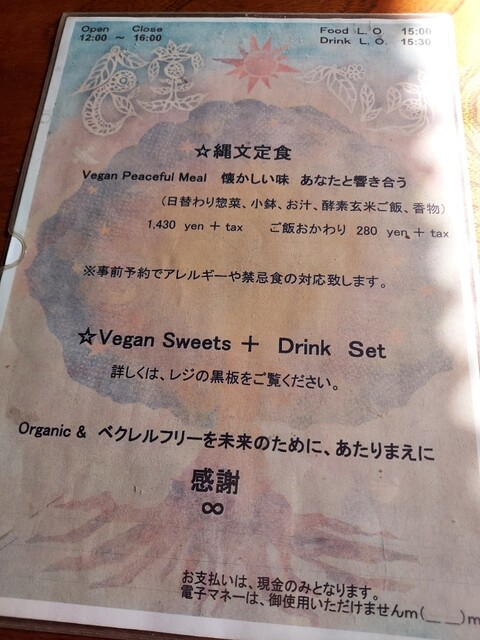 Open Close
12:00 ～ 16:00
Food L. O. 15:00
Drink L. O. 15:30
☆縄文定食
Vegan Peaceful Meal 懐かしい味 あなたと響き合う
（日替わり惣菜、小鉢、お汁、酵素玄米ご飯、香物）
1,430 yen ＋ tax ご飯おかわり 280 yen ＋ tax
※事前予約でアレルギーや禁忌食の対応致します。
☆Vegan Sweets ＋ Drink Set
詳しくは、レジの黒板をご覧ください。
Organic & ベクレルフリーを未来のために、あたりまえに
感謝
∞
お支払いは、現金のみとなります。
電子マネーは、御使用いただけませんm(＿ ＿)m